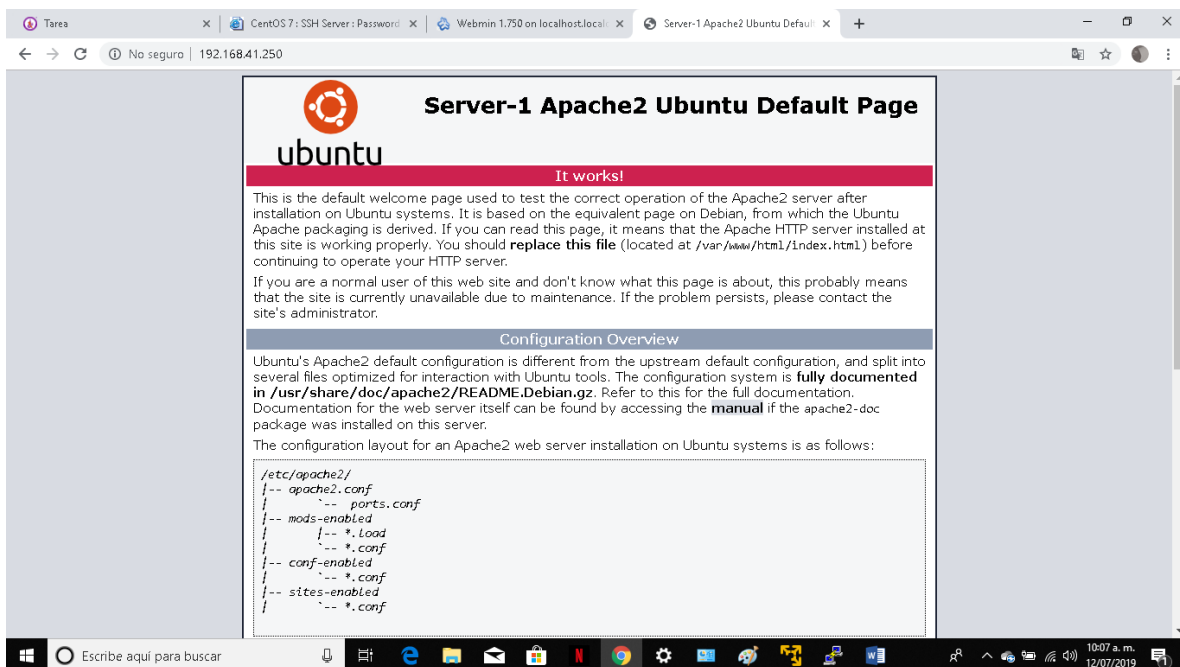 Tarea
CentOS 7 : SSH Server : Password
Webmin 1.750 on localhost.locali
Server-1 Apache2 Ubuntu Default
No seguro | 192.168.41.250
ubuntu
Server-1 Apache2 Ubuntu Default Page
It works!
This is the default welcome page used to test the correct operation of the Apache2 server after
installation on Ubuntu systems. It is based on the equivalent page on Debian, from which the Ubuntu
Apache packaging is derived. If you can read this page, it means that the Apache HTTP server installed at
this site is working properly. You should replace this file (located at /var/www/html/index.html) before
continuing to operate your HTTP server.
If you are a normal user of this web site and don't know what this page is about, this probably means
that the site is currently unavailable due to maintenance. If the problem persists, please contact the
site's administrator.
Configuration Overview
Ubuntu's Apache2 default configuration is different from the upstream default configuration, and split into
several files optimized for interaction with Ubuntu tools. The configuration system is fully documented
in /usr/share/doc/apache2/README.Debian.gz. Refer to this for the full documentation.
Documentation for the web server itself can be found by accessing the manual if the apache2-doc
package was installed on this server.
The configuration layout for an Apache2 web server installation on Ubuntu systems is as follows:
/etc/apache2/
|-- apache2.conf
|       `--  ports.conf
|-- mods-enabled
|       |-- *.load
|       `-- *.conf
|-- conf-enabled
|       `-- *.conf
|-- sites-enabled
|       `-- *.conf
Escribe aquí para buscar
10:07 a. m.
12/07/2019